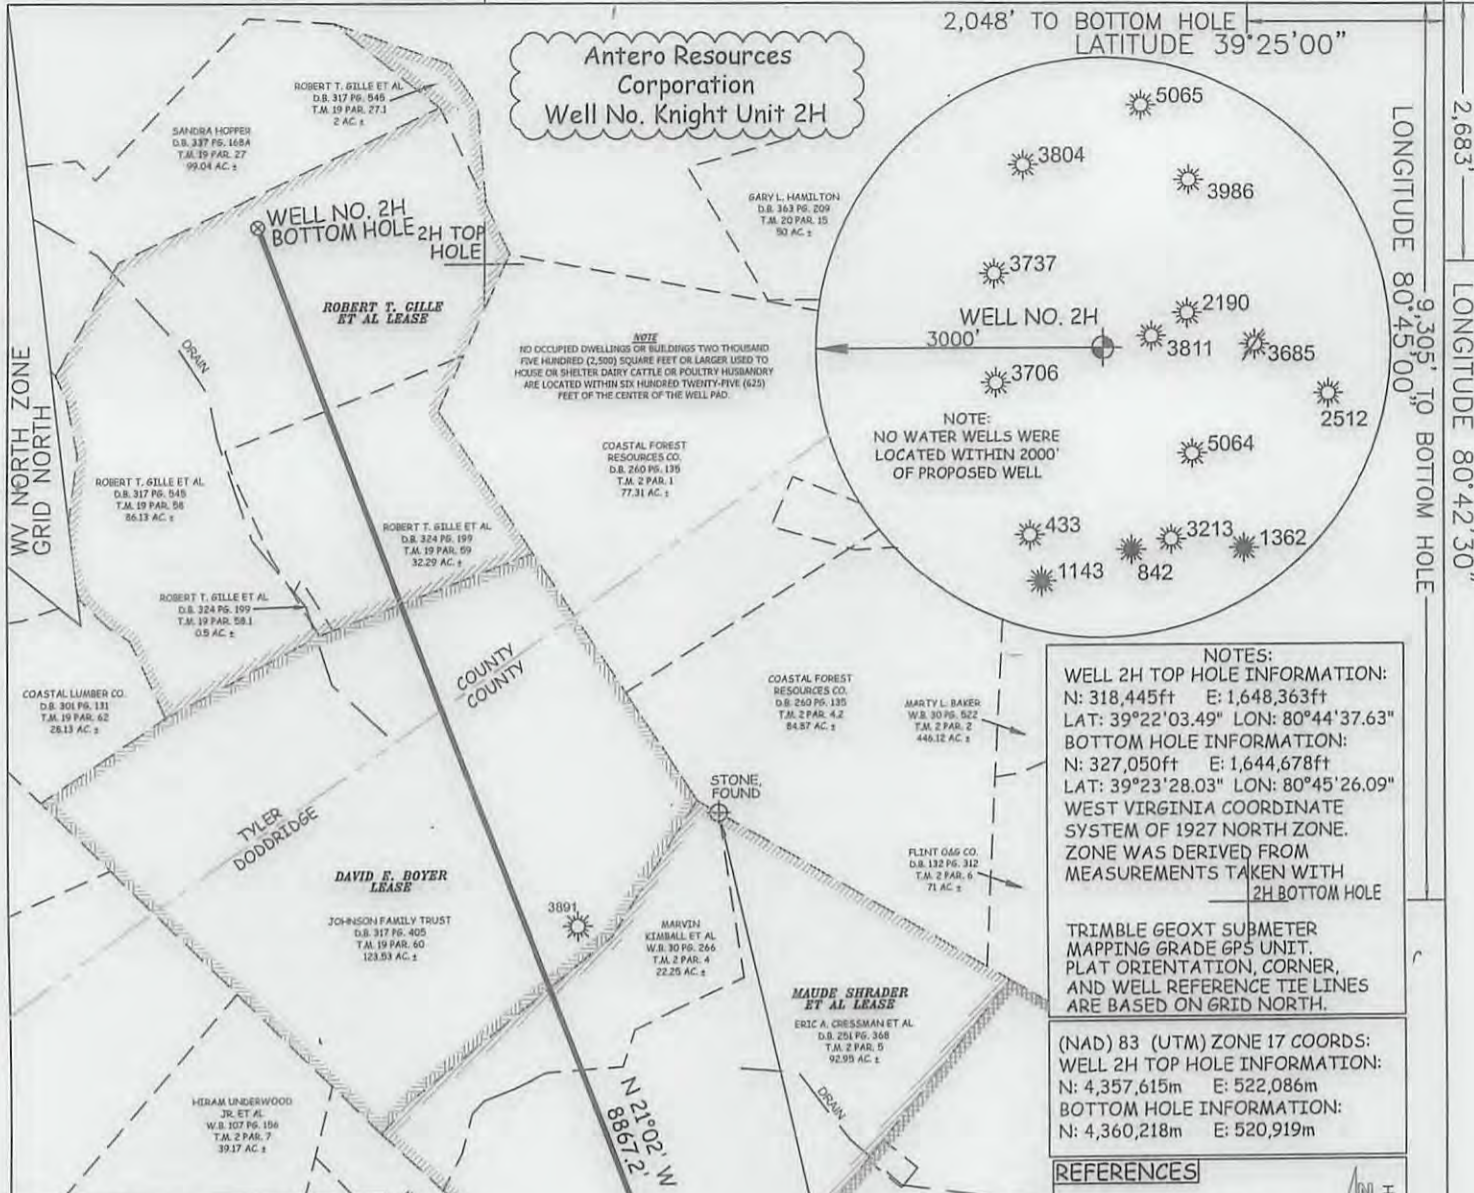 Antero Resources
Corporation
Well No. Knight Unit 2H
2,048' TO BOTTOM HOLE
LATITUDE 39°25'00"
2,683'
LONGITUDE 80°42'30"
LONGITUDE 80°45'00"
9,305' TO BOTTOM HOLE
WV NORTH ZONE
GRID NORTH
ROBERT T. GILLE ET AL
D.B. 317 PG. 545
T.M. 19 PAR. 27.1
2 AC. ±
SANDRA HOPPER
D.B. 337 PG. 168A
T.M. 19 PAR. 27
99.04 AC. ±
WELL NO. 2H
BOTTOM HOLE
2H TOP
HOLE
ROBERT T. GILLE
ET AL LEASE
DRAIN
GARY L. HAMILTON
D.B. 363 PG. 209
T.M. 20 PAR. 15
50 AC. ±
NOTE
NO OCCUPIED DWELLINGS OR BUILDINGS TWO THOUSAND
FIVE HUNDRED (2,500) SQUARE FEET OR LARGER USED TO
HOUSE OR SHELTER DAIRY CATTLE OR POULTRY HUSBANDRY
ARE LOCATED WITHIN SIX HUNDRED TWENTY-FIVE (625)
FEET OF THE CENTER OF THE WELL PAD.
COASTAL FOREST
RESOURCES CO.
D.B. 260 PG. 135
T.M. 2 PAR. 1
77.31 AC. ±
5065
3804
3986
3737
2190
WELL NO. 2H
3000'
3811
3685
3706
2512
NOTE:
NO WATER WELLS WERE
LOCATED WITHIN 2000'
OF PROPOSED WELL
5064
433
3213
1362
1143
842
ROBERT T. GILLE ET AL
D.B. 317 PG. 545
T.M. 19 PAR. 58
86.13 AC. ±
ROBERT T. GILLE ET AL
D.B. 324 PG. 199
T.M. 19 PAR. 59
32.29 AC. ±
ROBERT T. GILLE ET AL
D.B. 324 PG. 199
T.M. 19 PAR. 58.1
0.5 AC. ±
COASTAL LUMBER CO.
D.B. 301 PG. 131
T.M. 19 PAR. 62
26.13 AC. ±
COUNTY
COUNTY
TYLER
DODDRIDGE
COASTAL FOREST
RESOURCES CO.
D.B. 260 PG. 135
T.M. 2 PAR. 4.2
84.87 AC. ±
MARTY L. BAKER
W.B. 30 PG. 522
T.M. 2 PAR. 2
446.12 AC. ±
STONE,
FOUND
FLINT O&G CO.
D.B. 132 PG. 312
T.M. 2 PAR. 6
71 AC. ±
DAVID E. BOYER
LEASE
JOHNSON FAMILY TRUST
D.B. 317 PG. 405
T.M. 19 PAR. 60
123.53 AC. ±
3891
MARVIN
KIMBALL ET AL
W.B. 30 PG. 266
T.M. 2 PAR. 4
22.25 AC. ±
MAUDE SHRADER
ET AL LEASE
ERIC A. CRESSMAN ET AL
D.B. 251 PG. 368
T.M. 2 PAR. 5
92.95 AC. ±
DRAIN
HIRAM UNDERWOOD
JR. ET AL
W.B. 107 PG. 156
T.M. 2 PAR. 7
39.17 AC. ±
N 21°02' W
8867.2'
NOTES:
WELL 2H TOP HOLE INFORMATION:
N: 318,445ft E: 1,648,363ft
LAT: 39°22'03.49" LON: 80°44'37.63"
BOTTOM HOLE INFORMATION:
N: 327,050ft E: 1,644,678ft
LAT: 39°23'28.03" LON: 80°45'26.09"
WEST VIRGINIA COORDINATE
SYSTEM OF 1927 NORTH ZONE.
ZONE WAS DERIVED FROM
MEASUREMENTS TAKEN WITH
2H BOTTOM HOLE
TRIMBLE GEOXT SUBMETER
MAPPING GRADE GPS UNIT.
PLAT ORIENTATION, CORNER,
AND WELL REFERENCE TIE LINES
ARE BASED ON GRID NORTH.
(NAD) 83 (UTM) ZONE 17 COORDS:
WELL 2H TOP HOLE INFORMATION:
N: 4,357,615m E: 522,086m
BOTTOM HOLE INFORMATION:
N: 4,360,218m E: 520,919m
REFERENCES